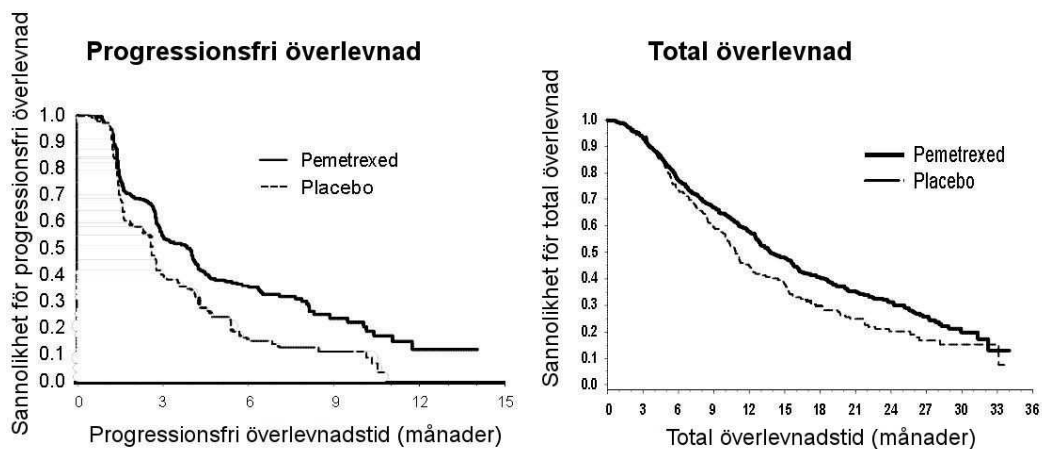 Progressionsfri överlevnad
Sannolikhet för progressionsfri överlevnad
1.0
0.9
0.8
0.7
0.6
0.5
0.4
0.3
0.2
0.1
0.0
Pemetrexed
Placebo
0 3 6 9 12 15
Progressionsfri överlevnadstid (månader)
Total överlevnad
Sannolikhet för total överlevnad
1.0
0.9
0.8
0.7
0.6
0.5
0.4
0.3
0.2
0.1
0.0
Pemetrexed
Placebo
0 3 6 9 12 15 18 21 24 27 30 33 36
Total överlevnadstid (månader)